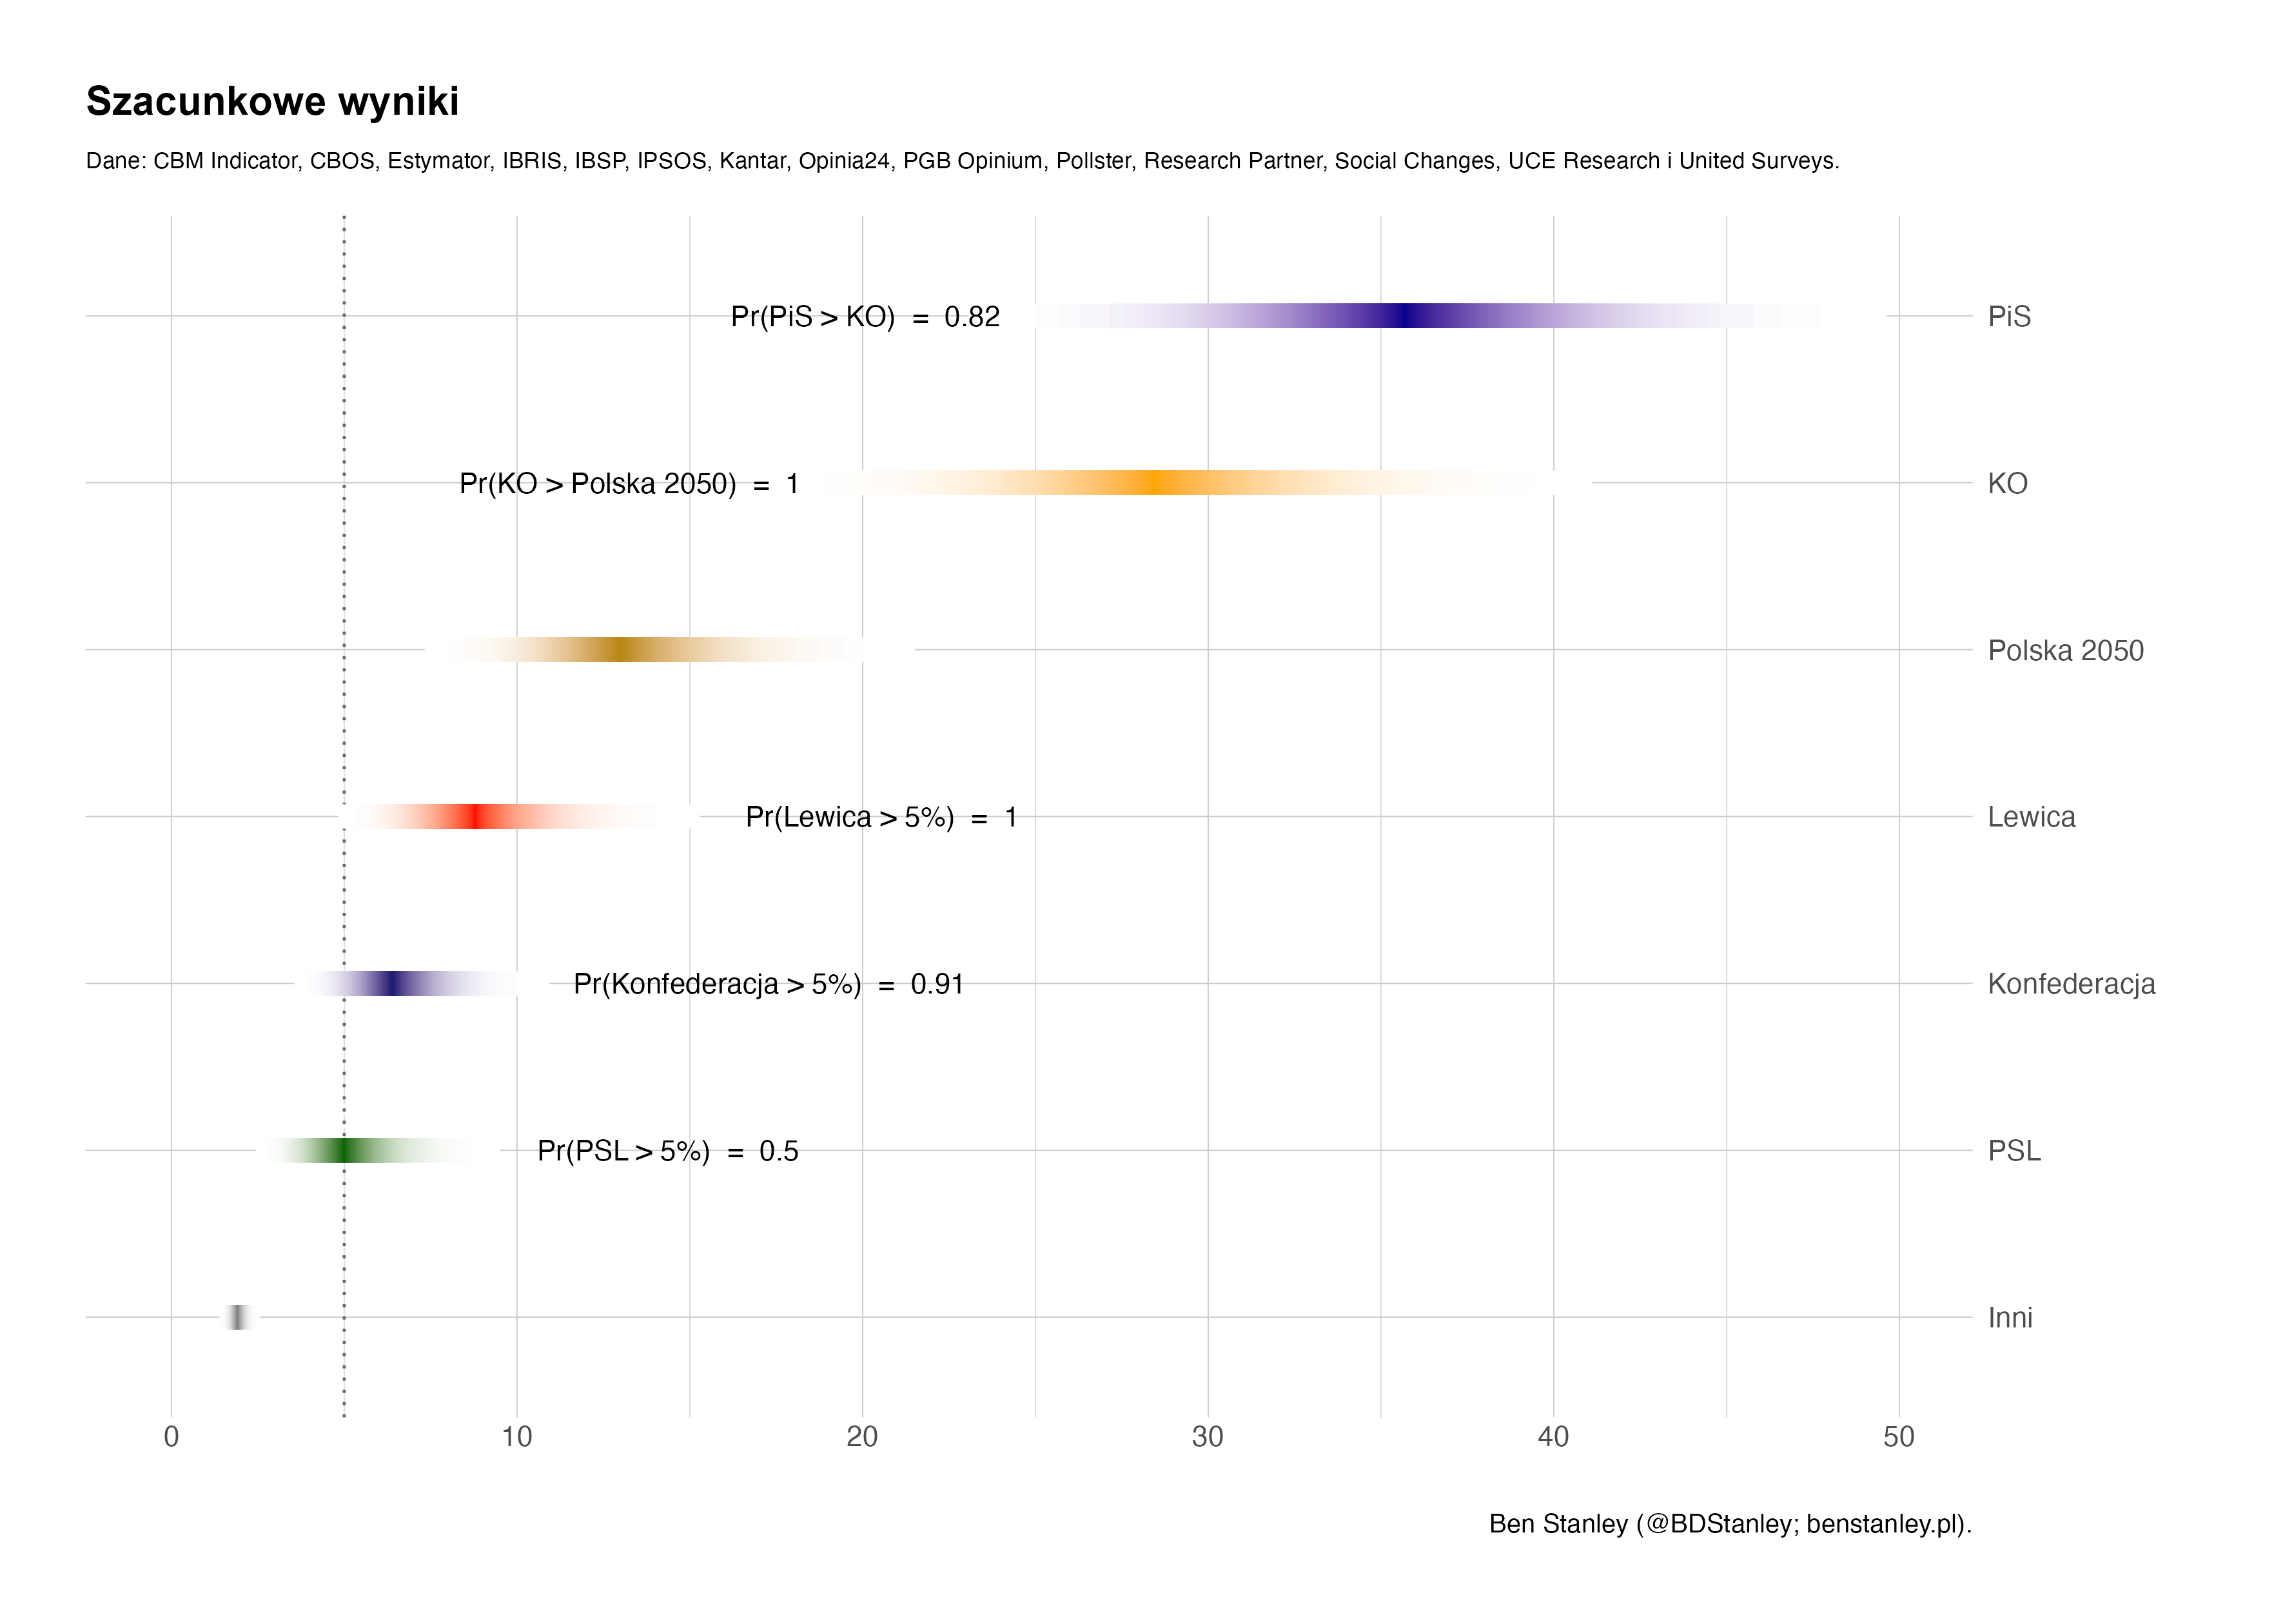 Szacunkowe wyniki
Dane: CBM Indicator, CBOS, Estymator, IBRIS, IBSP, IPSOS, Kantar, Opinia24, PGB Opinium, Pollster, Research Partner, Social Changes, UCE Research i United Surveys.
Pr(PiS > KO) = 0.82 PiS
Pr(KO > Polska 2050) = 1 KO
Polska 2050
Pr(Lewica > 5%) = 1 Lewica
Pr(Konfederacja > 5%) = 0.91 Konfederacja
Pr(PSL > 5%) = 0.5 PSL
Inni
0 10 20 30 40 50
Ben Stanley (@BDStanley; benstanley.pl).